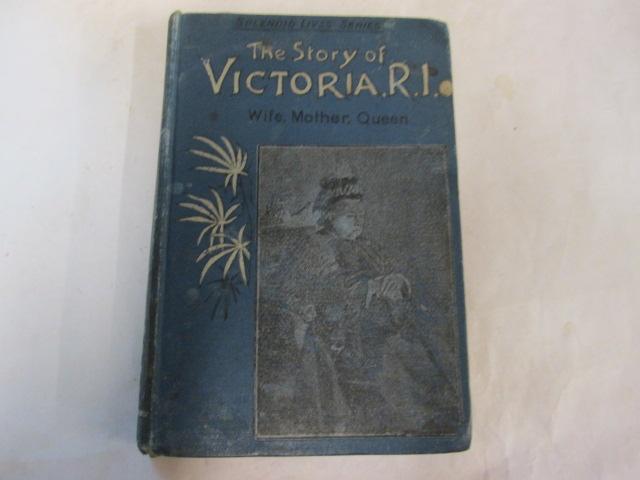 SPLENDID LIVES SERIES
The Story of
VICTORIA. R.I.
Wife, Mother, Queen